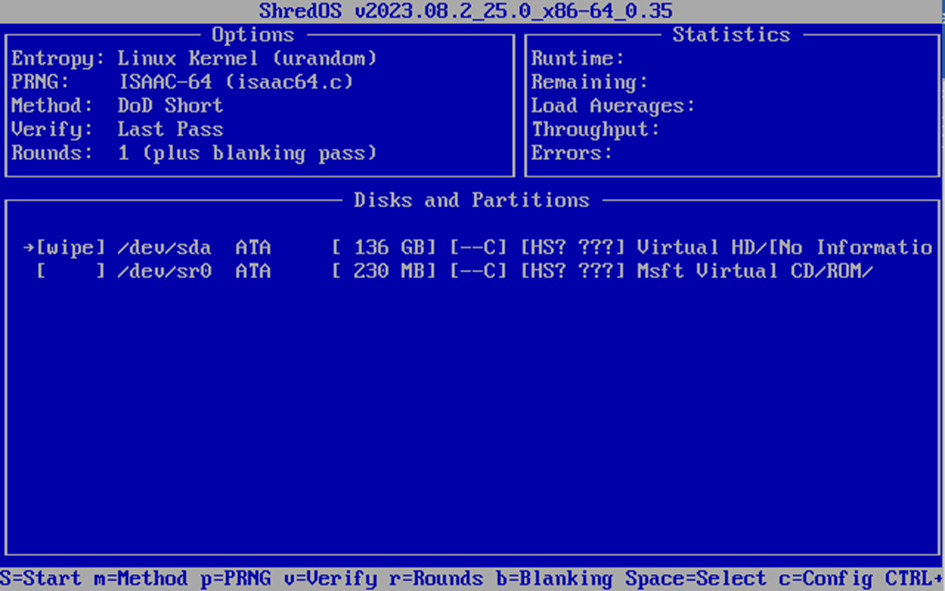 ShredOS v2023.08.2_25.0_x86-64_0.35
Options
Entropy: Linux Kernel (urandom)
PRNG: ISAAC-64 (isaac64.c)
Method: DoD Short
Verify: Last Pass
Rounds: 1 (plus blanking pass)
Statistics
Runtime:
Remaining:
Load Averages:
Throughput:
Errors:
Disks and Partitions
→[wipe] /dev/sda ATA [ 136 GB] [--C] [HS? ???] Virtual HD/[No Informatio
[ ] /dev/sr0 ATA [ 230 MB] [--C] [HS? ???] Msft Virtual CD/ROM/
S=Start m=Method p=PRNG v=Verify r=Rounds b=Blanking Space=Select c=Config CTRL+